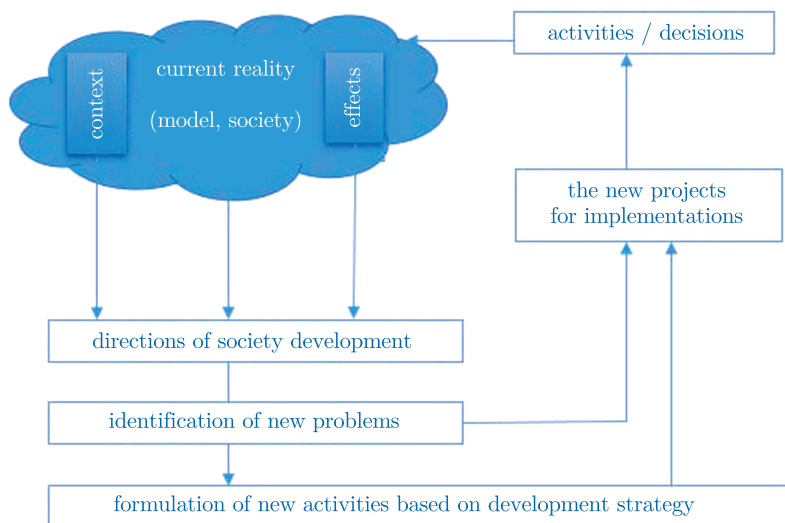 activities / decisions
current reality
(model, society)
context
effects
the new projects
for implementations
directions of society development
identification of new problems
formulation of new activities based on development strategy